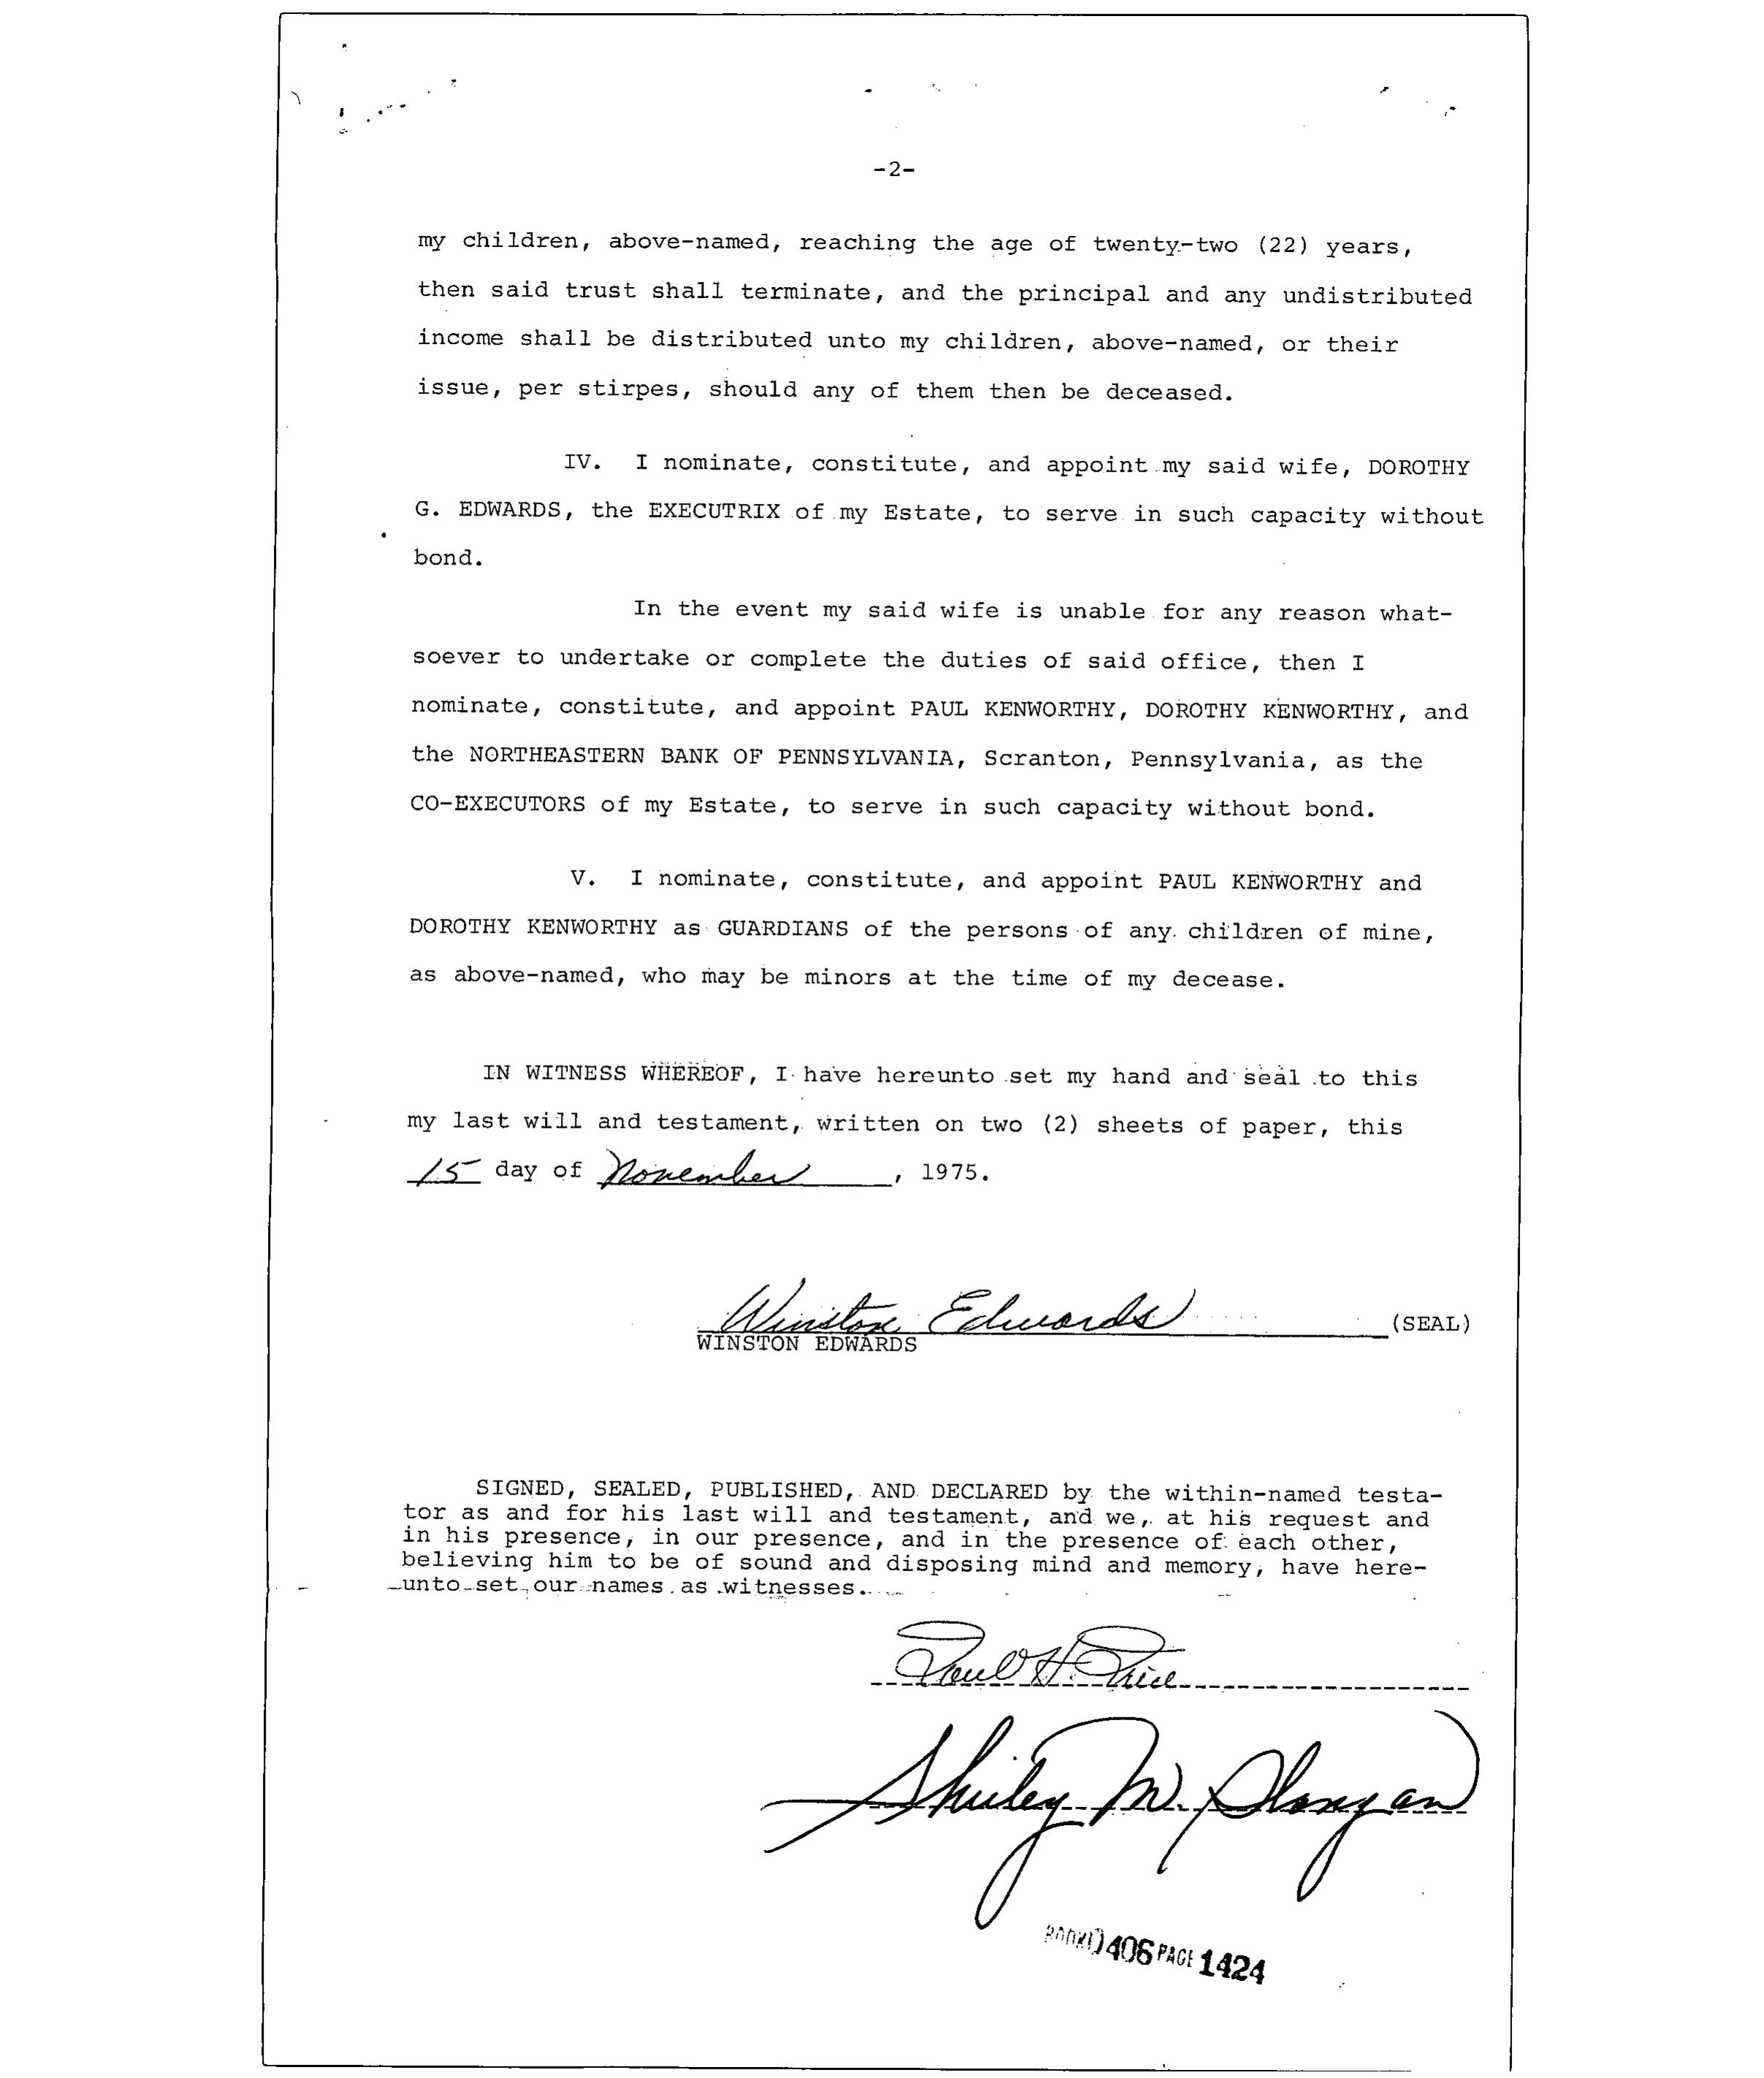 -2-
my children, above-named, reaching the age of twenty-two (22) years,
then said trust shall terminate, and the principal and any undistributed
income shall be distributed unto my children, above-named, or their
issue, per stirpes, should any of them then be deceased.
IV. I nominate, constitute, and appoint my said wife, DOROTHY
G. EDWARDS, the EXECUTRIX of my Estate, to serve in such capacity without
bond.
In the event my said wife is unable for any reason what-
soever to undertake or complete the duties of said office, then I
nominate, constitute, and appoint PAUL KENWORTHY, DOROTHY KENWORTHY, and
the NORTHEASTERN BANK OF PENNSYLVANIA, Scranton, Pennsylvania, as the
CO-EXECUTORS of my Estate, to serve in such capacity without bond.
V. I nominate, constitute, and appoint PAUL KENWORTHY and
DOROTHY KENWORTHY as GUARDIANS of the persons of any children of mine,
as above-named, who may be minors at the time of my decease.
IN WITNESS WHEREOF, I have hereunto set my hand and seal to this
my last will and testament, written on two (2) sheets of paper, this
15 day of November, 1975.
Winston Edwards (SEAL)
WINSTON EDWARDS
SIGNED, SEALED, PUBLISHED, AND DECLARED by the within-named testa-
tor as and for his last will and testament, and we, at his request and
in his presence, in our presence, and in the presence of each other,
believing him to be of sound and disposing mind and memory, have here-
unto set our names as witnesses.
Paul H. Price
Shirley M.
406 PAGE 1424